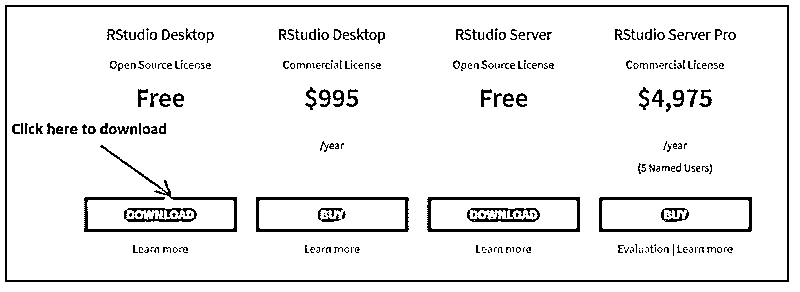 RStudio Desktop RStudio Desktop RStudio Server RStudio Server Pro
Open Source License Commercial License Open Source License Commercial License
Free $995 Free $4,975
Click here to download
/year /year
(5 Named Users)
DOWNLOAD BUY DOWNLOAD BUY
Learn more Learn more Learn more Evaluation | Learn more